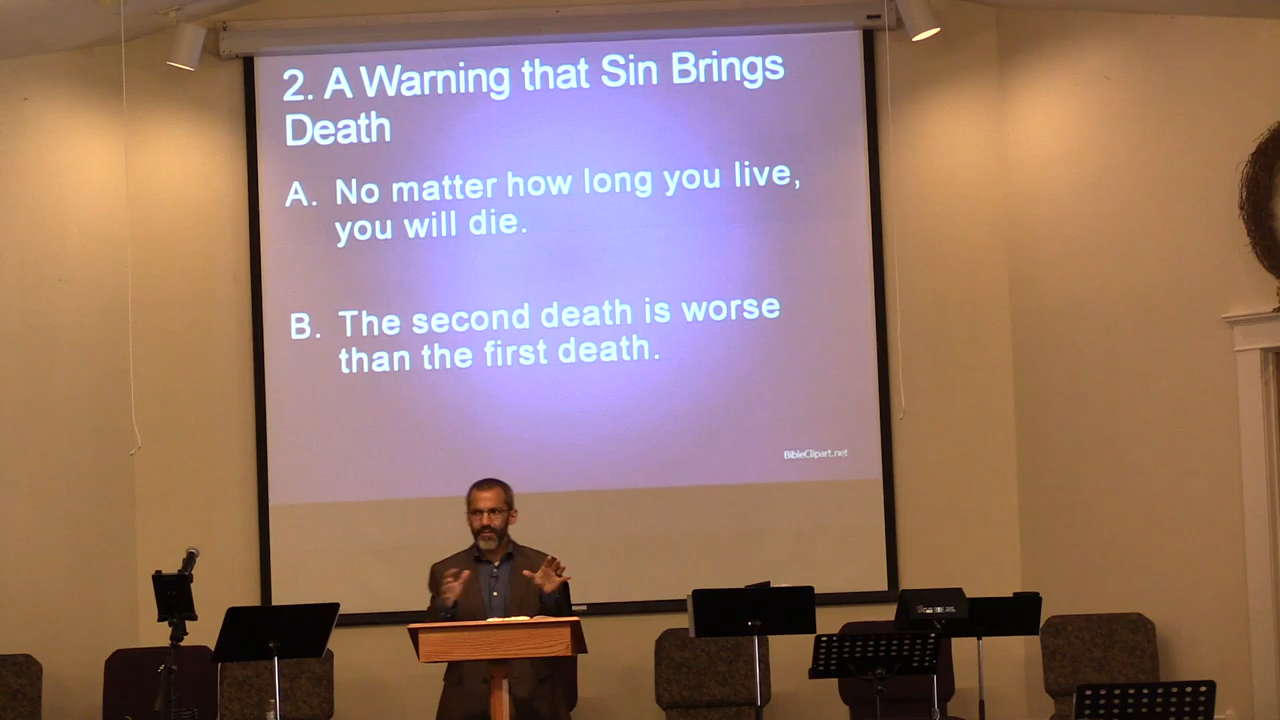 2. A Warning that Sin Brings
Death
A. No matter how long you live,
you will die.
B. The second death is worse
than the first death.
BibleClipart.net